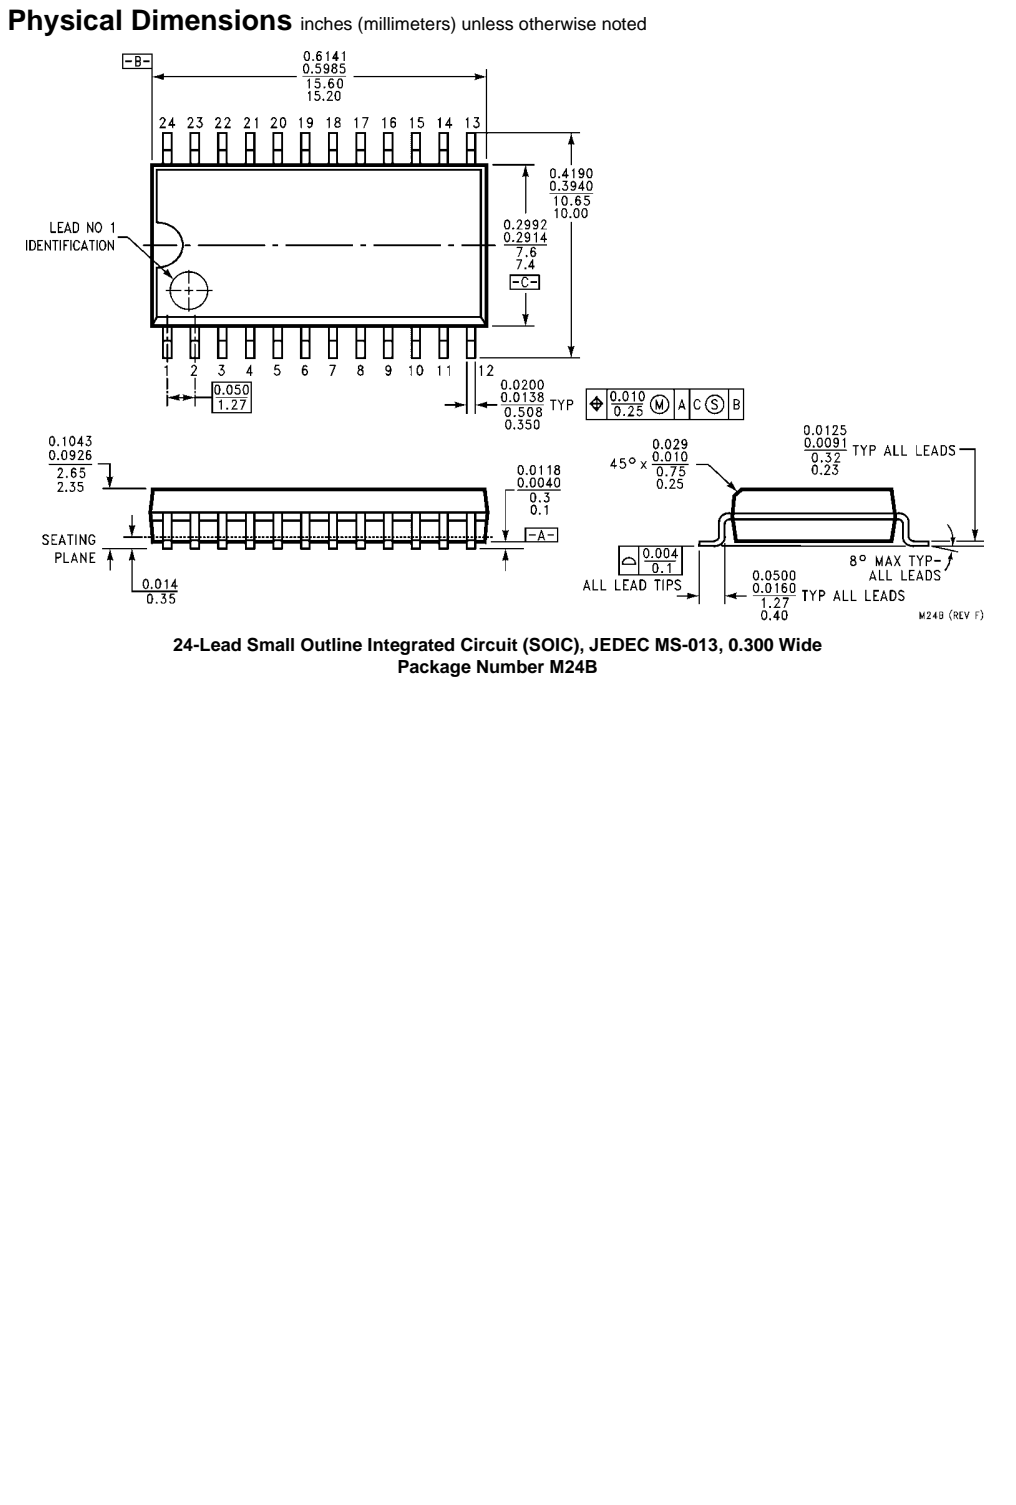 Physical Dimensions inches (millimeters) unless otherwise noted
-B-
0.6141
0.5985
15.60
15.20
24 23 22 21 20 19 18 17 16 15 14 13
0.4190
0.3940
10.65
10.00
0.2992
0.2914
7.6
7.4
-C-
LEAD NO 1
IDENTIFICATION
1 2 3 4 5 6 7 8 9 10 11 12
0.050
1.27
0.0200
0.0138
0.508
0.350
TYP
0.010
0.25
M A C S B
0.1043
0.0926
2.65
2.35
SEATING
PLANE
0.014
0.35
0.0118
0.0040
0.3
0.1
-A-
45° x
0.029
0.010
0.75
0.25
0.0125
0.0091
0.32
0.23
TYP ALL LEADS
0.004
0.1
ALL LEAD TIPS
8° MAX TYP-
ALL LEADS
0.0500
0.0160
1.27
0.40
TYP ALL LEADS
M24B (REV F)
24-Lead Small Outline Integrated Circuit (SOIC), JEDEC MS-013, 0.300 Wide
Package Number M24B